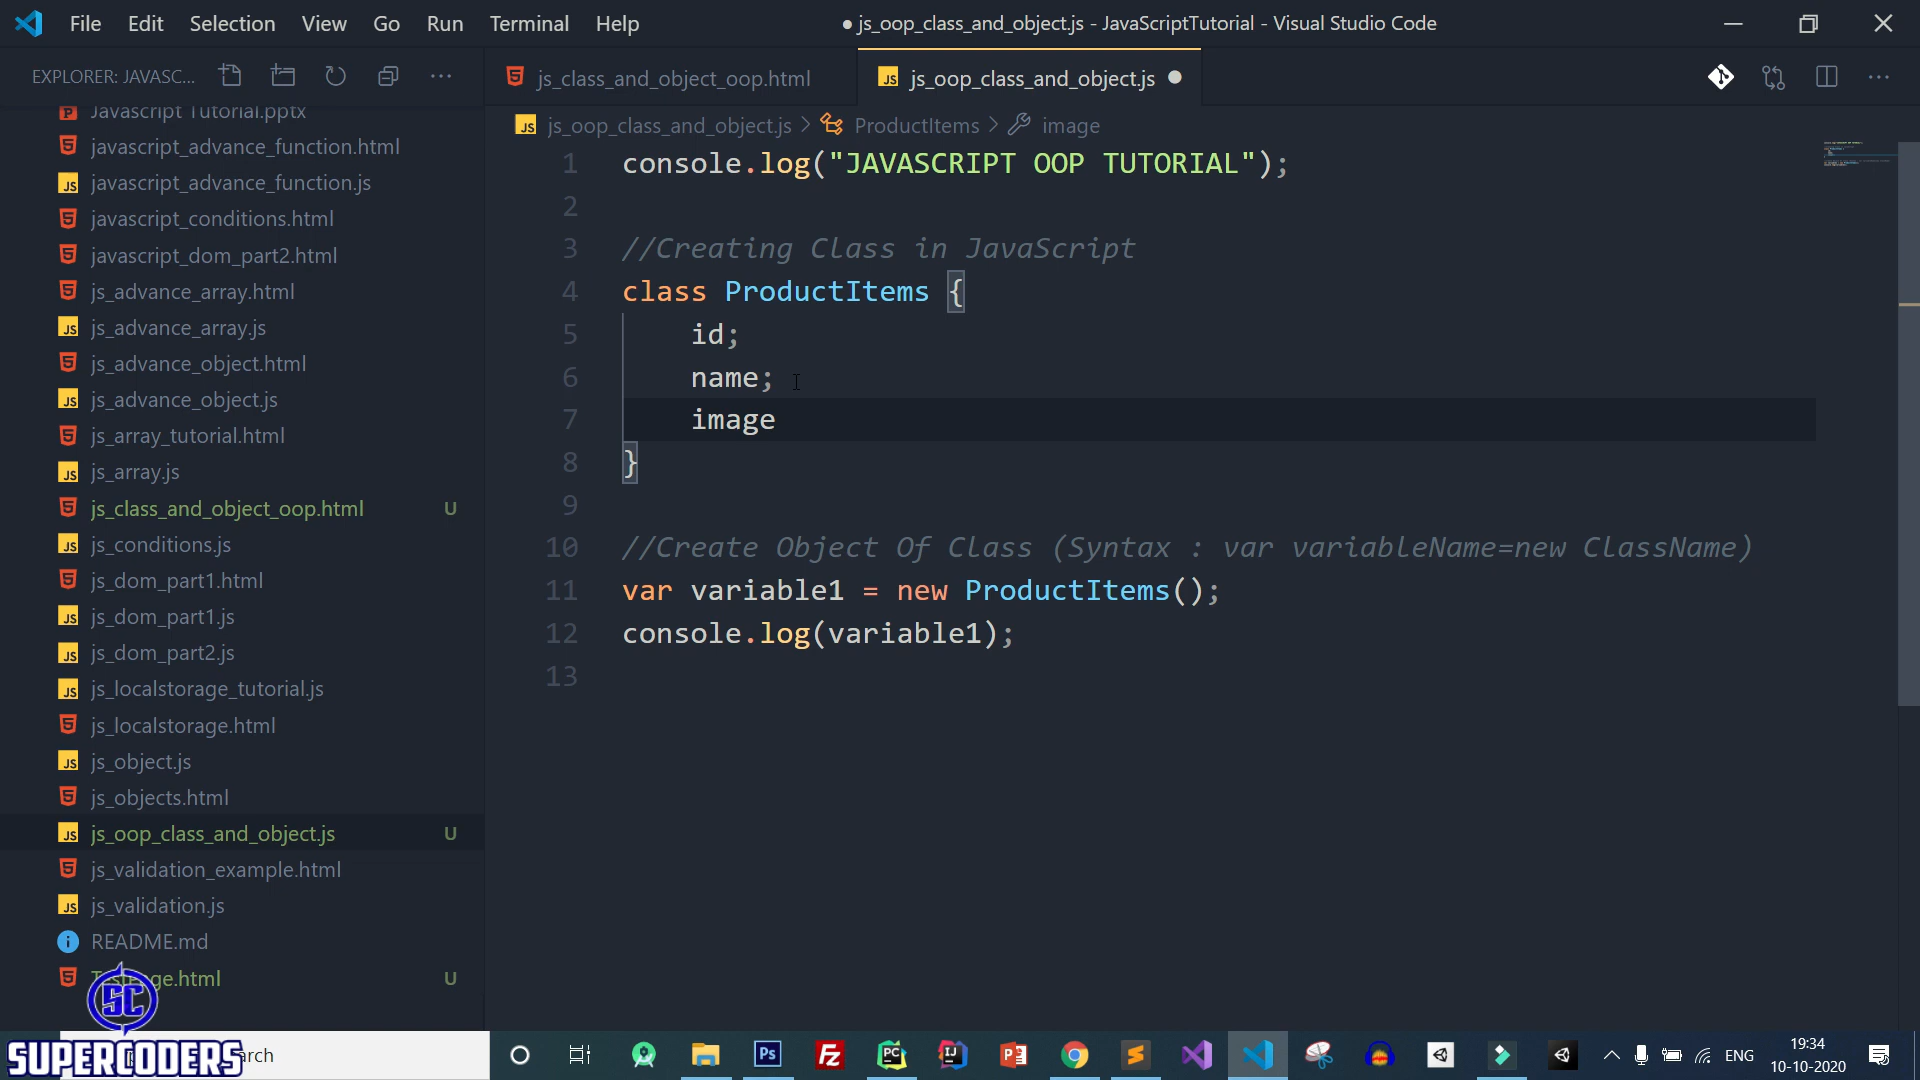 File Edit Selection View Go Run Terminal Help
● js_oop_class_and_object.js - JavaScriptTutorial - Visual Studio Code
EXPLORER: JAVASC...
js_class_and_object_oop.html
js_oop_class_and_object.js
js_oop_class_and_object.js > ProductItems > image
Javascript Tutorial.pptx
javascript_advance_function.html
javascript_advance_function.js
javascript_conditions.html
javascript_dom_part2.html
js_advance_array.html
js_advance_array.js
js_advance_object.html
js_advance_object.js
js_array_tutorial.html
js_array.js
js_class_and_object_oop.html U
js_conditions.js
js_dom_part1.html
js_dom_part1.js
js_dom_part2.js
js_localstorage_tutorial.js
js_localstorage.html
js_object.js
js_objects.html
js_oop_class_and_object.js U
js_validation_example.html
js_validation.js
README.md
ge.html U
1 console.log("JAVASCRIPT OOP TUTORIAL");
2
3 //Creating Class in JavaScript
4 class ProductItems {
5 id;
6 name;
7 image
8 }
9
10 //Create Object Of Class (Syntax : var variableName=new ClassName)
11 var variable1 = new ProductItems();
12 console.log(variable1);
13
SC
SUPERCODERS
arch
ENG
19:34
10-10-2020